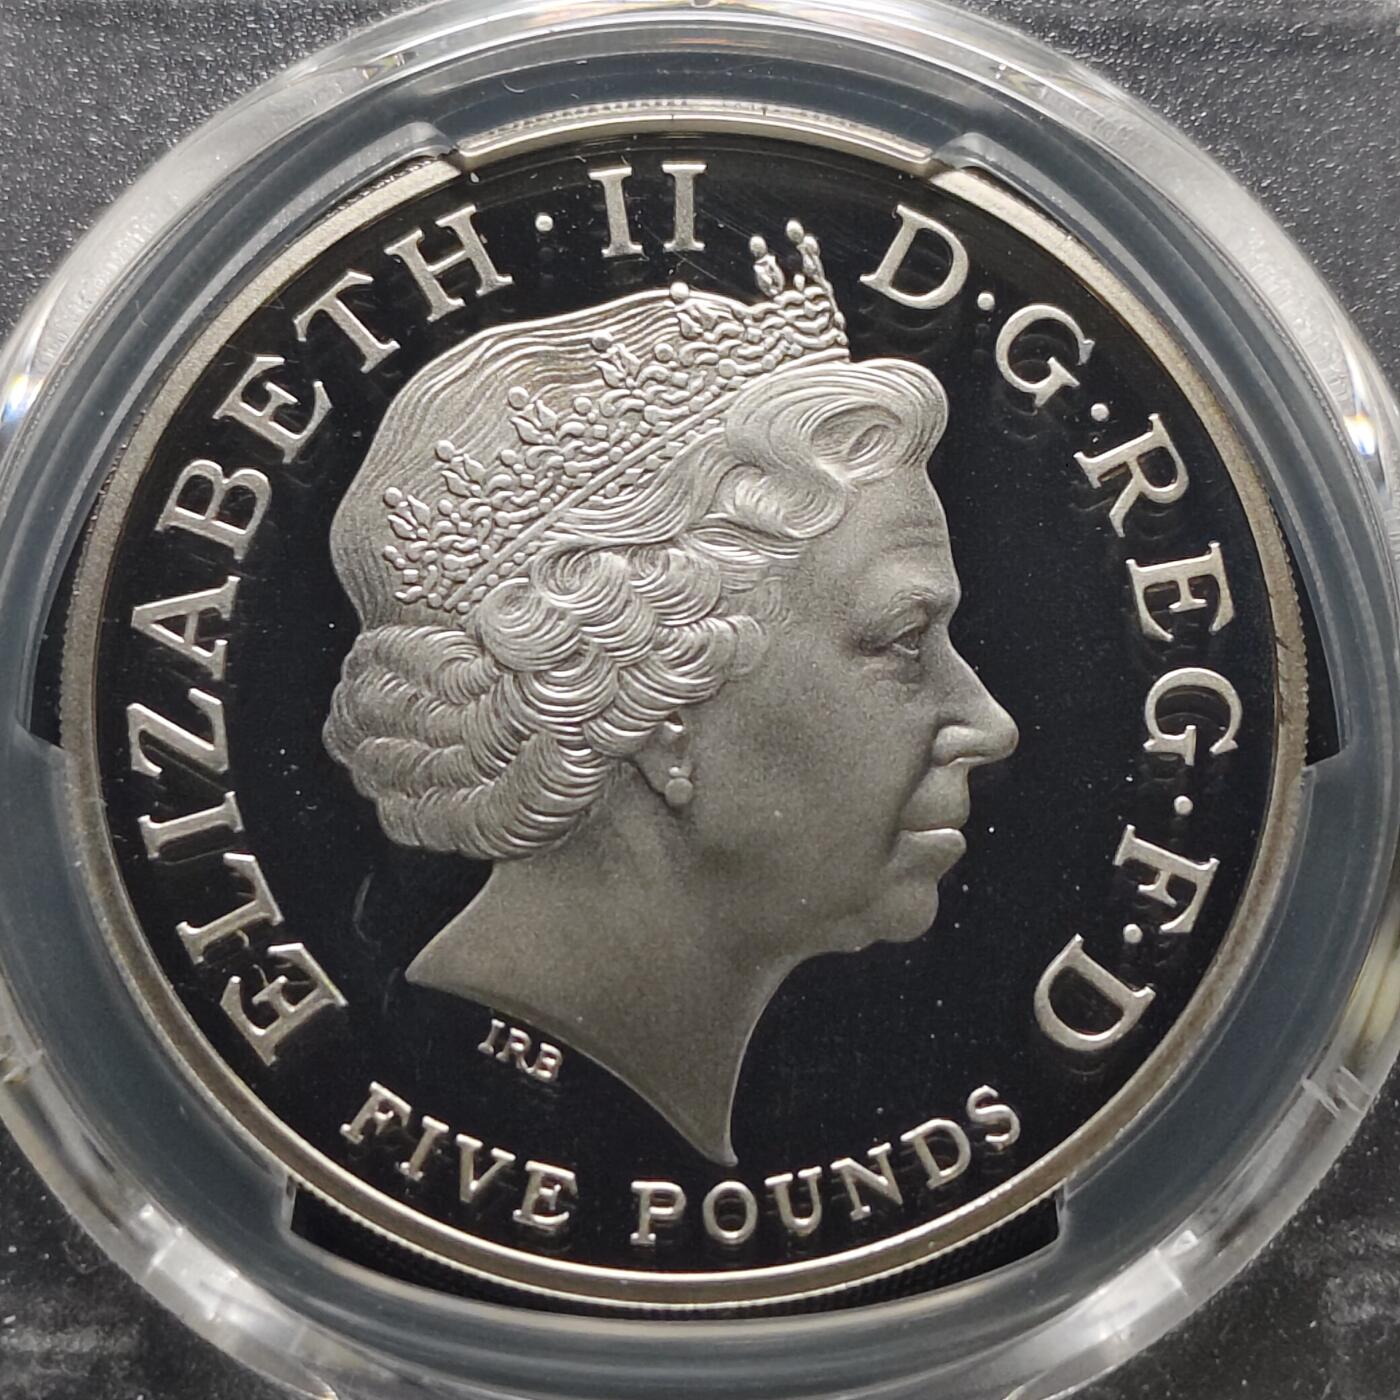 ELIZABETH · II D · G · REG · F · D
IRB
FIVE POUNDS